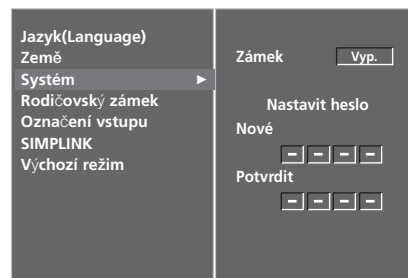 Jazyk(Language)
Země
Systém ►
Rodičovský zámek
Označení vstupu
SIMPLINK
Výchozí režim
Zámek Vyp.
Nastavit heslo
Nové
– – – –
Potvrdit
– – – –